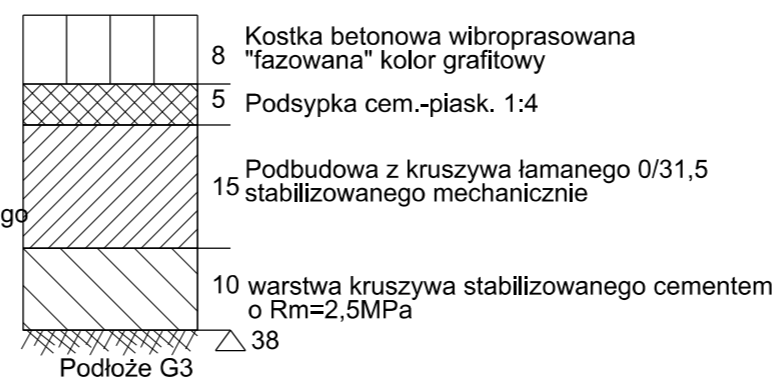 8 Kostka betonowa wibroprasowana
"fazowana" kolor grafitowy
5 Podsypka cem.-piask. 1:4
15 Podbudowa z kruszywa łamanego 0/31,5
stabilizowanego mechanicznie
go
10 warstwa kruszywa stabilizowanego cementem
o Rm=2,5MPa
38
Podłoże G3